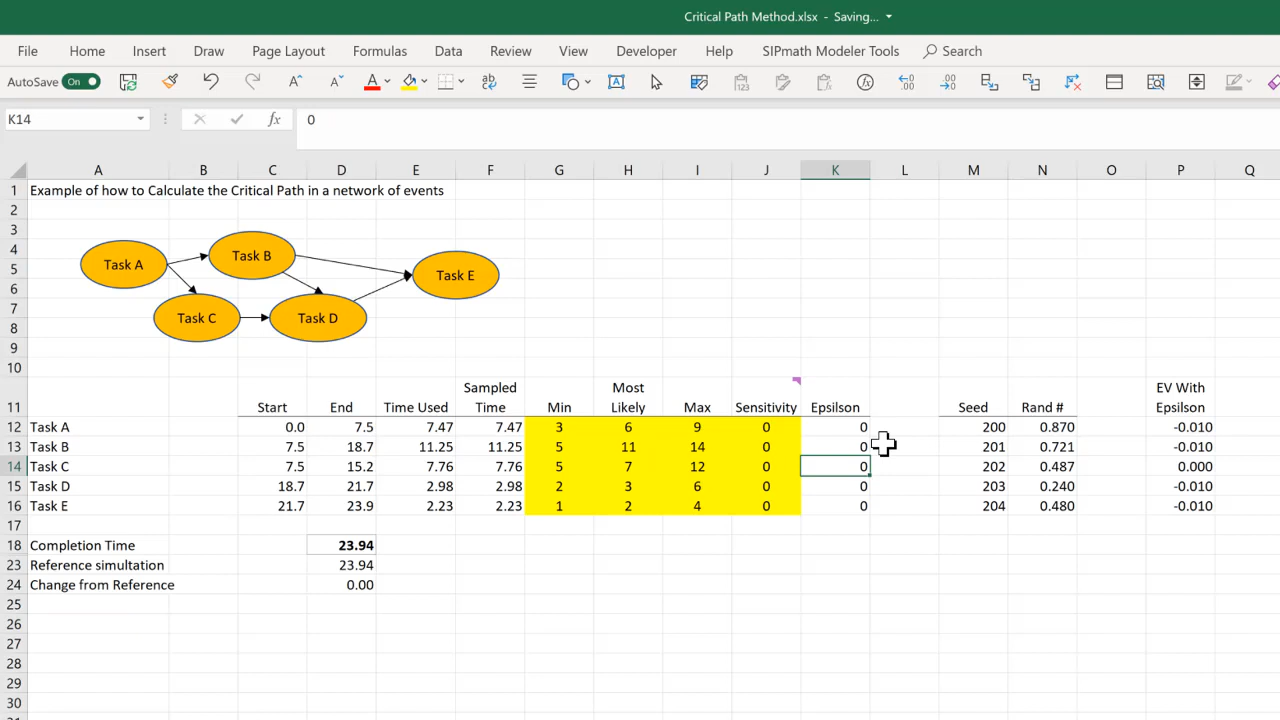 Critical Path Method.xlsx - Saving...
File Home Insert Draw Page Layout Formulas Data Review View Developer Help SIPmath Modeler Tools Search
AutoSave On
K14 fx 0
A B C D E F G H I J K L M N O P Q
1 Example of how to Calculate the Critical Path in a network of events
2
3
4
5
6
7
8
9
10
Task A
Task B
Task E
Task C
Task D
Sampled Most EV With
11 Start End Time Used Time Min Likely Max Sensitivity Epsilson Seed Rand # Epsilson
12 Task A 0.0 7.5 7.47 7.47 3 6 9 0 0 200 0.870 -0.010
13 Task B 7.5 18.7 11.25 11.25 5 11 14 0 0 201 0.721 -0.010
14 Task C 7.5 15.2 7.76 7.76 5 7 12 0 0 202 0.487 0.000
15 Task D 18.7 21.7 2.98 2.98 2 3 6 0 0 203 0.240 -0.010
16 Task E 21.7 23.9 2.23 2.23 1 2 4 0 0 204 0.480 -0.010
17
18 Completion Time 23.94
23 Reference simultation 23.94
24 Change from Reference 0.00
25
26
27
28
29
30